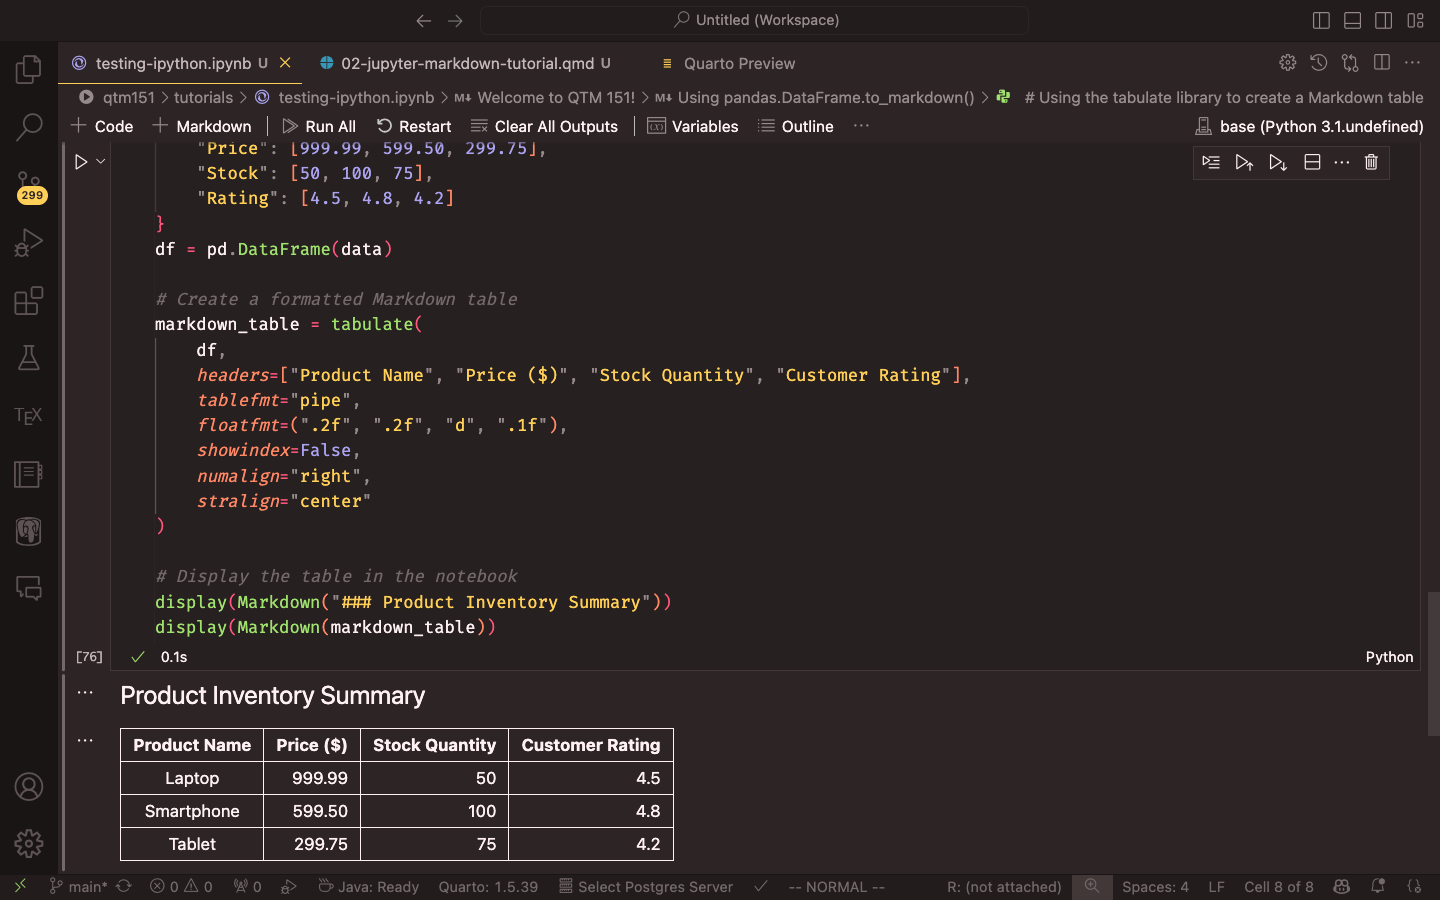 Untitled (Workspace)
testing-ipython.ipynb U
02-jupyter-markdown-tutorial.qmd U
Quarto Preview
qtm151 > tutorials > testing-ipython.ipynb > M↓ Welcome to QTM 151! > M↓ Using pandas.DataFrame.to_markdown() > # Using the tabulate library to create a Markdown table
Code Markdown Run All Restart Clear All Outputs Variables Outline ... base (Python 3.1.undefined)
"Price": [999.99, 599.50, 299.75],
"Stock": [50, 100, 75],
"Rating": [4.5, 4.8, 4.2]
}
df = pd.DataFrame(data)
# Create a formatted Markdown table
markdown_table = tabulate(
df,
headers=["Product Name", "Price ($)", "Stock Quantity", "Customer Rating"],
tablefmt="pipe",
floatfmt=(".2f", ".2f", "d", ".1f"),
showindex=False,
numalign="right",
stralign="center"
)
# Display the table in the notebook
display(Markdown("### Product Inventory Summary"))
display(Markdown(markdown_table))
[76] 0.1s Python
299
TEX
Product Inventory Summary
Product Name Price ($) Stock Quantity Customer Rating
Laptop 999.99 50 4.5
Smartphone 599.50 100 4.8
Tablet 299.75 75 4.2
main* 0 0 0 Java: Ready Quarto: 1.5.39 Select Postgres Server -- NORMAL -- R: (not attached) Spaces: 4 LF Cell 8 of 8